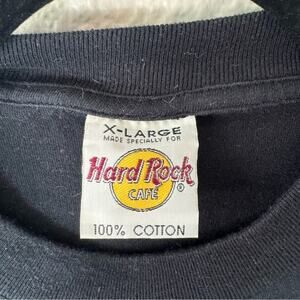 X-LARGE
MADE SPECIALLY FOR
Hard Rock
CAFE ®
100% COTTON